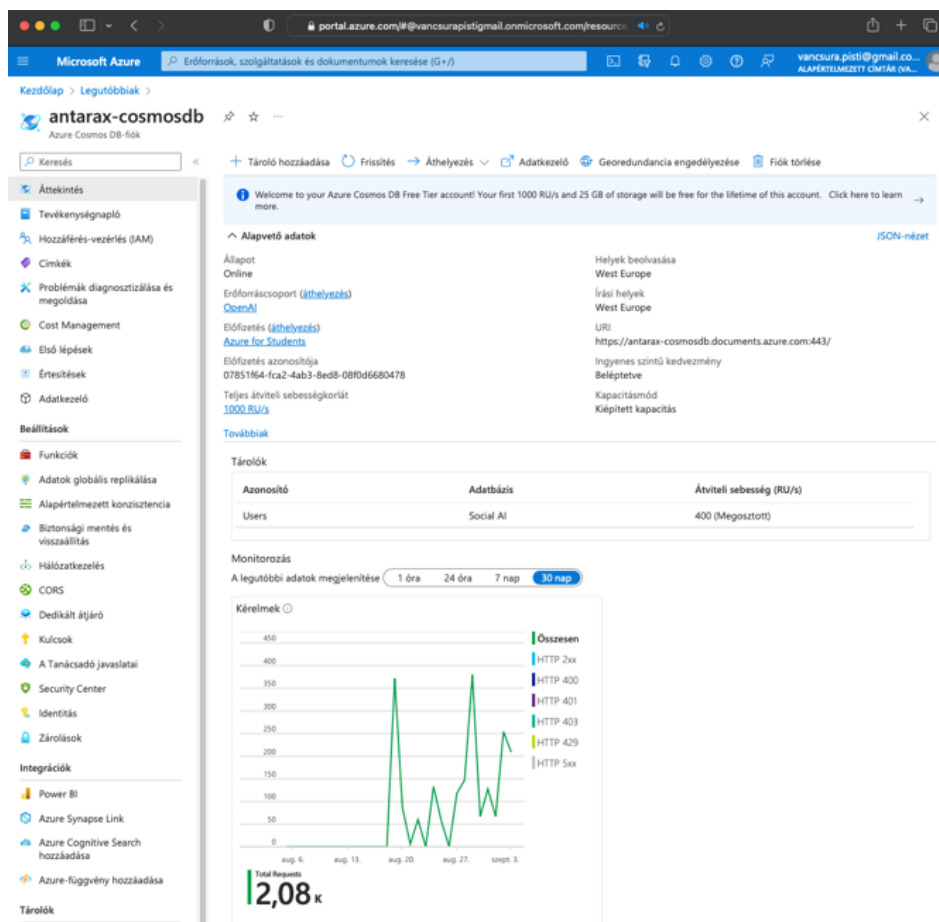 portal.azure.com/#@vancsurapistigmail.onmicrosoft.com/resource
Microsoft Azure
Erőforrások, szolgáltatások és dokumentumok keresése (G+/)
vancsura.pisti@gmail.co...
ALAPÉRTELMEZETT CÍMTÁR (VA...
Kezdőlap > Legutóbbiak >
antarax-cosmosdb
Azure Cosmos DB-fiók
Keresés
Tároló hozzáadása
Frissítés
Áthelyezés
Adatkezelő
Georedundancia engedélyezése
Fiók törlése
Áttekintés
Tevékenységnapló
Hozzáférés-vezérlés (IAM)
Címkék
Problémák diagnosztizálása és
megoldása
Cost Management
Első lépések
Értesítések
Adatkezelő
Beállítások
Funkciók
Adatok globális replikálása
Alapértelmezett konzisztencia
Biztonsági mentés és
visszaállítás
Hálózatkezelés
CORS
Dedikált átjáró
Kulcsok
A Tanácsadó javaslatai
Security Center
Identitás
Zárolások
Integrációk
Power BI
Azure Synapse Link
Azure Cognitive Search
hozzáadása
Azure-függvény hozzáadása
Tárolók
Welcome to your Azure Cosmos DB Free Tier account! Your first 1000 RU/s and 25 GB of storage will be free for the lifetime of this account. Click here to learn
more.
Alapvető adatok
JSON-nézet
Állapot
Online
Erőforráscsoport (áthelyezés)
OpenAI
Előfizetés (áthelyezés)
Azure for Students
Előfizetés azonosítója
07851f64-fca2-4ab3-8ed8-08f0d6680478
Teljes átviteli sebességkorlát
1000 RU/s
Továbbiak
Helyek beolvasása
West Europe
Írási helyek
West Europe
URI
https://antarax-cosmosdb.documents.azure.com:443/
Ingyenes szintű kedvezmény
Beléptetve
Kapacitásmód
Kiépített kapacitás
Tárolók
Azonosító Adatbázis Átviteli sebesség (RU/s)
Users Social AI 400 (Megosztott)
Monitorozás
A legutóbbi adatok megjelenítése 1 óra 24 óra 7 nap 30 nap
Kérelmek
450
400
350
300
250
200
150
100
50
0
aug. 6. aug. 13. aug. 20. aug. 27. szept. 3.
Összesen
HTTP 2xx
HTTP 400
HTTP 401
HTTP 403
HTTP 429
HTTP 5xx
Total Requests
2,08 K